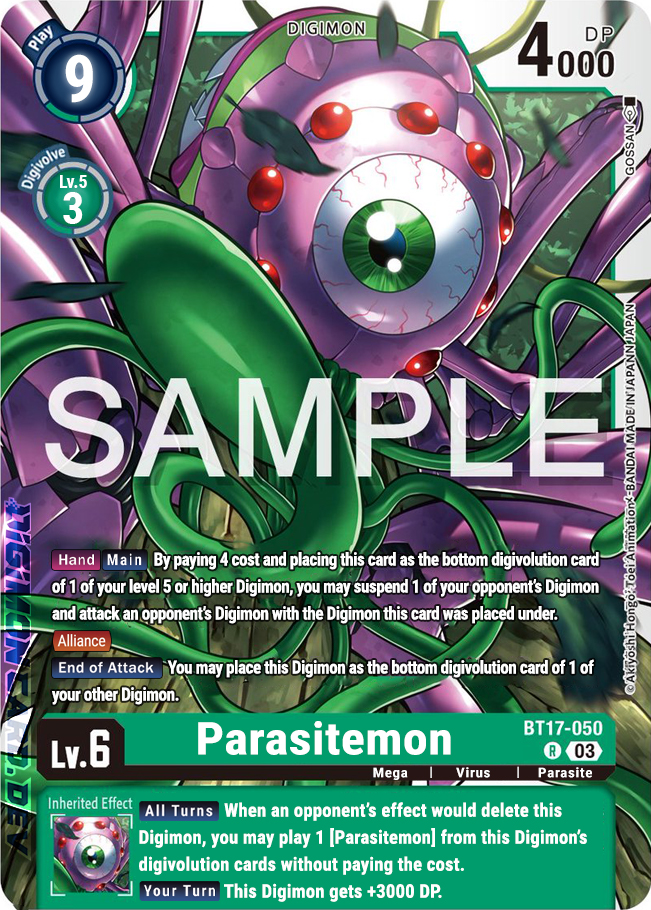 DIGIMON
Play
9
DP
4000
Digivolve
Lv.5
3
GOSSAN
SAMPLE
©Akiyoshi Hongo, Toei Animation ©BANDAI MADE IN JAPAN JAPAN
Hand Main By paying 4 cost and placing this card as the bottom digivolution card
of 1 of your level 5 or higher Digimon, you may suspend 1 of your opponent's Digimon
and attack an opponent's Digimon with the Digimon this card was placed under.
Alliance
End of Attack You may place this Digimon as the bottom digivolution card of 1 of
your other Digimon.
BT17-050
Lv.6
Parasitemon
R 03
Mega | Virus | Parasite
Inherited Effect
All Turns When an opponent's effect would delete this
Digimon, you may play 1 [Parasitemon] from this Digimon's
digivolution cards without paying the cost.
Your Turn This Digimon gets +3000 DP.